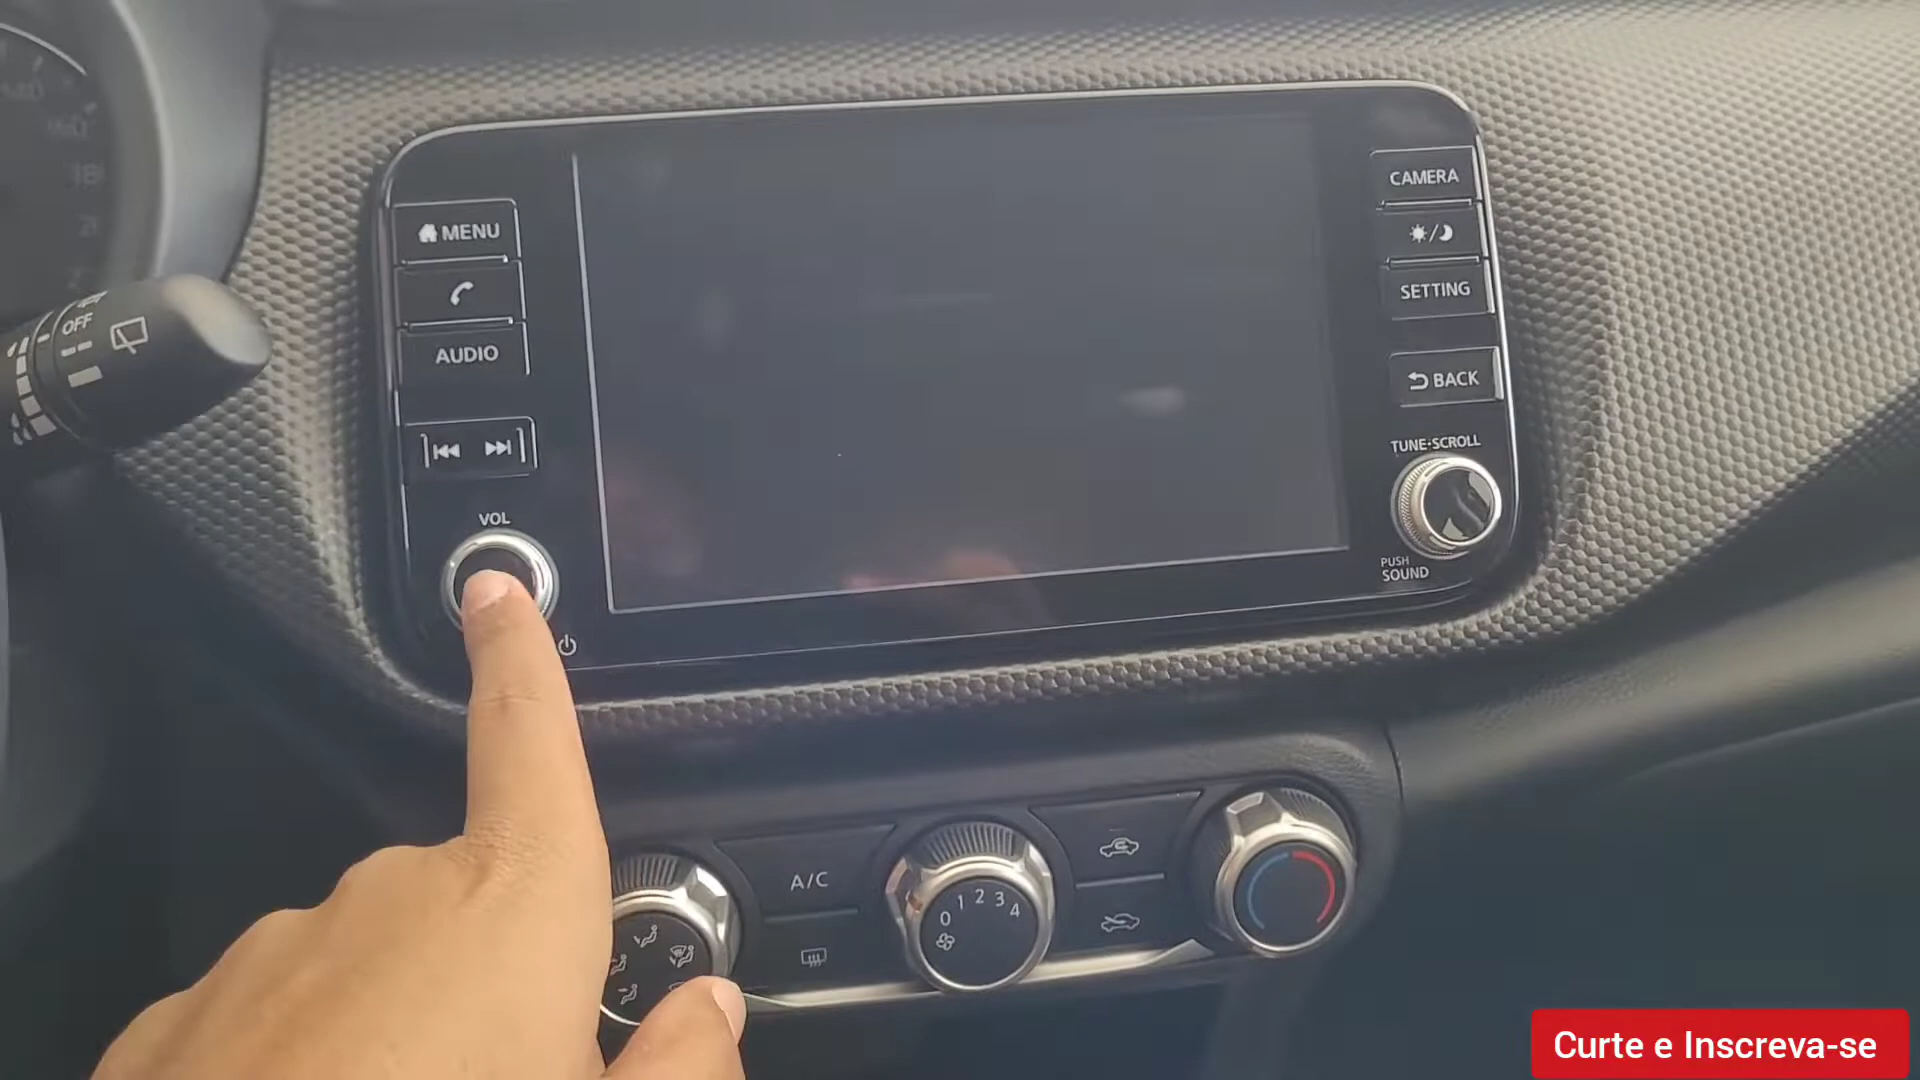 MENU
AUDIO
VOL
CAMERA
SETTING
BACK
TUNE·SCROLL
PUSH
SOUND
OFF
A/C
0 1 2 3 4
Curte e Inscreva-se